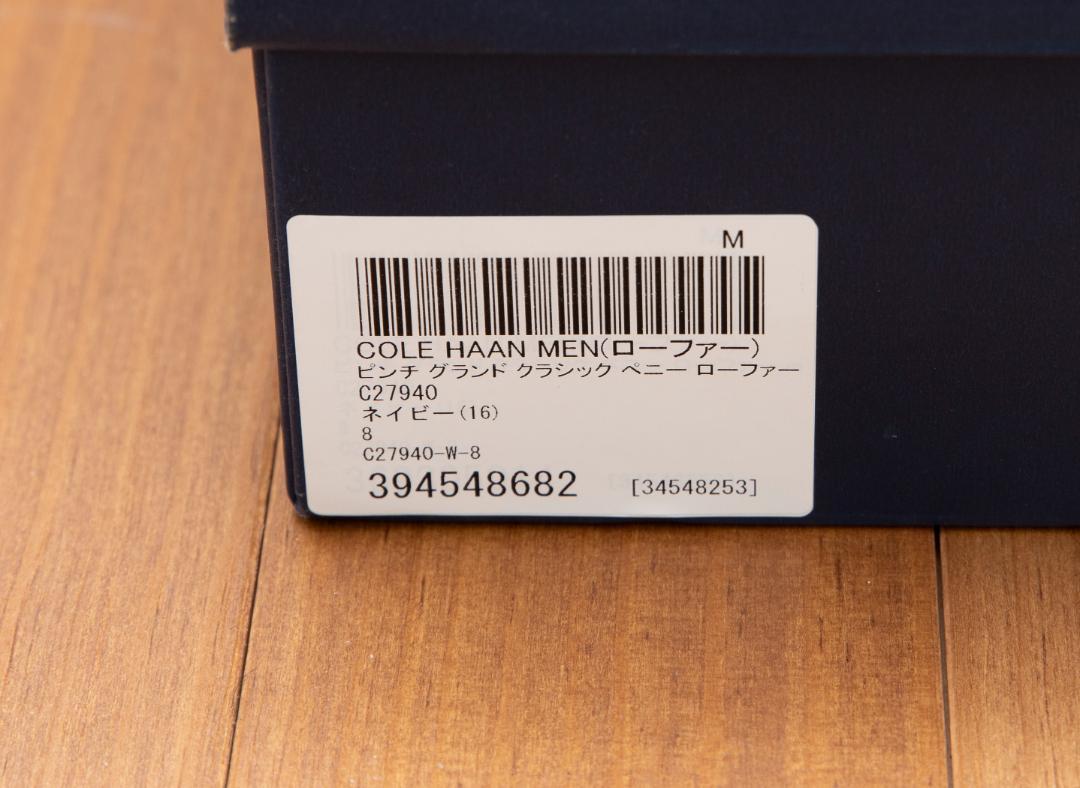 M
COLE HAAN MEN(ローファー)
ピンチ グランド クラシック ペニー ローファー
C27940
ネイビー(16)
8
C27940-W-8
394548682 [34548253]